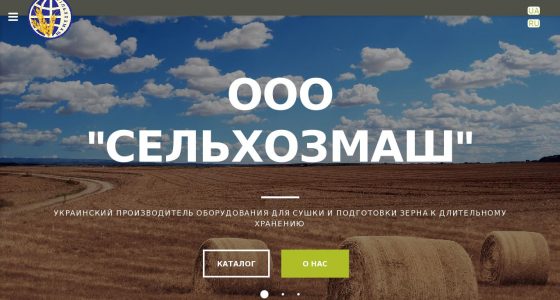 UA
RU
ООО
"СЕЛЬХОЗМАШ"
УКРАИНСКИЙ ПРОИЗВОДИТЕЛЬ ОБОРУДОВАНИЯ ДЛЯ СУШКИ И ПОДГОТОВКИ ЗЕРНА К ДЛИТЕЛЬНОМУ
ХРАНЕНИЮ
КАТАЛОГ
О НАС